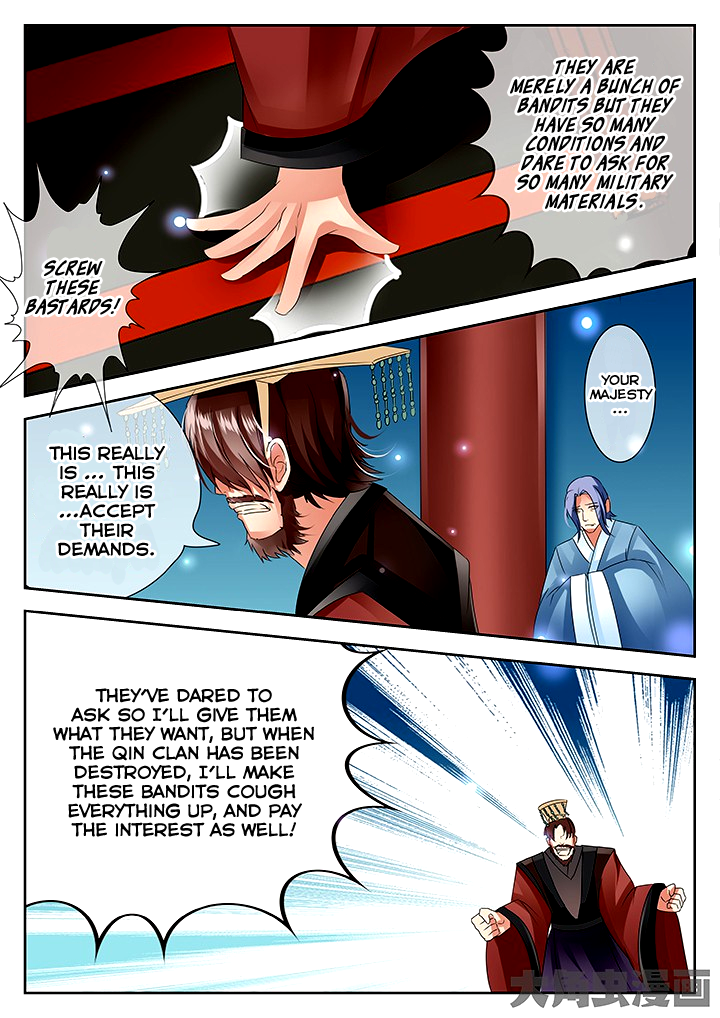 THEY ARE
MERELY A BUNCH OF
BANDITS BUT THEY
HAVE SO MANY
CONDITIONS AND
DARE TO ASK FOR
SO MANY MILITARY
MATERIALS.
SCREW
THESE
BASTARDS!
YOUR
MAJESTY
...
THIS REALLY
IS ... THIS
REALLY IS
...ACCEPT
THEIR
DEMANDS.
THEY'VE DARED TO
ASK SO I'LL GIVE THEM
WHAT THEY WANT, BUT WHEN
THE QIN CLAN HAS BEEN
DESTROYED, I'LL MAKE
THESE BANDITS COUGH
EVERYTHING UP, AND PAY
THE INTEREST AS WELL!
大角虫漫画